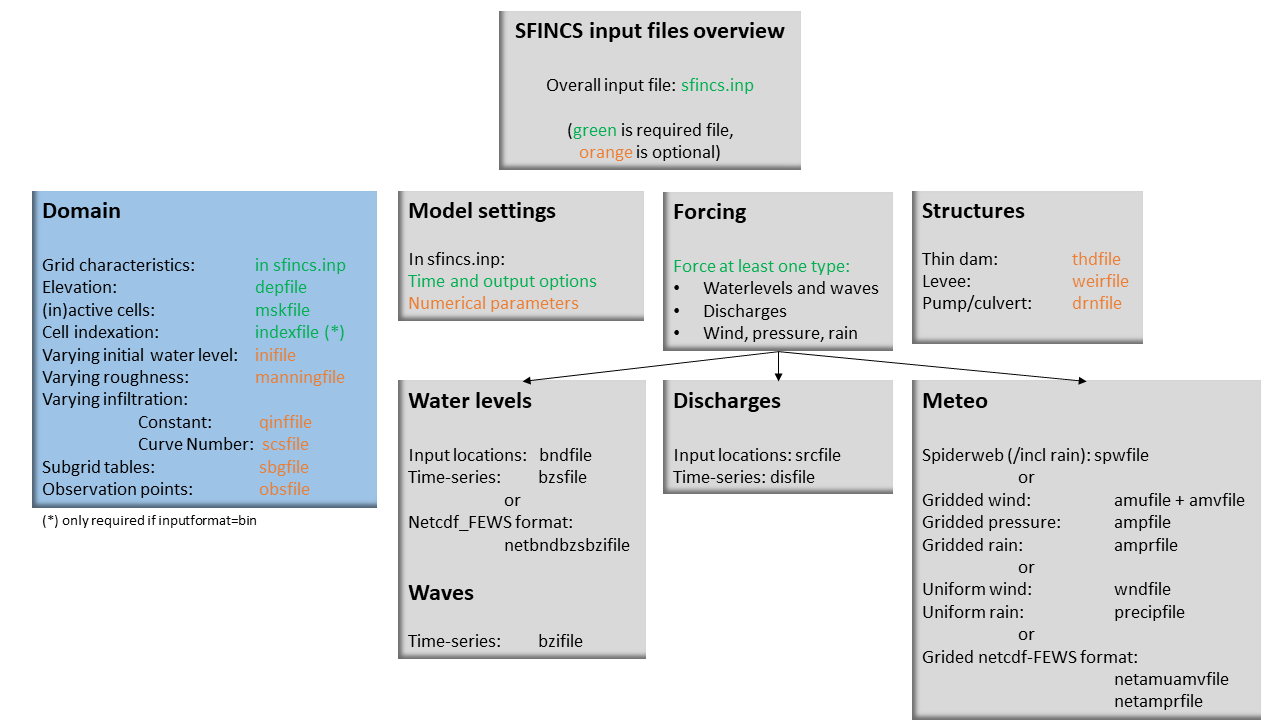 SFINCS input files overview
Overall input file: sfincs.inp
(green is required file,
orange is optional)
Domain
Grid characteristics: in sfincs.inp
Elevation: depfile
(in)active cells: mskfile
Cell indexation: indexfile (*)
Varying initial water level: inifile
Varying roughness: manningfile
Varying infiltration:
Constant: qinffile
Curve Number: scsfile
Subgrid tables: sbgfile
Observation points: obsfile
(*) only required if inputformat=bin
Model settings
In sfincs.inp:
Time and output options
Numerical parameters
Forcing
Force at least one type:
• Waterlevels and waves
• Discharges
• Wind, pressure, rain
Structures
Thin dam: thdfile
Levee: weirfile
Pump/culvert: drnfile
Water levels
Input locations: bndfile
Time-series: bzsfile
or
Netcdf_FEWS format:
netbndbzsbzifile
Waves
Time-series: bzifile
Discharges
Input locations: srcfile
Time-series: disfile
Meteo
Spiderweb (/incl rain): spwfile
or
Gridded wind: amufile + amvfile
Gridded pressure: ampfile
Gridded rain: amprfile
or
Uniform wind: wndfile
Uniform rain: precipfile
or
Grided netcdf-FEWS format:
netamuamvfile
netamprfile